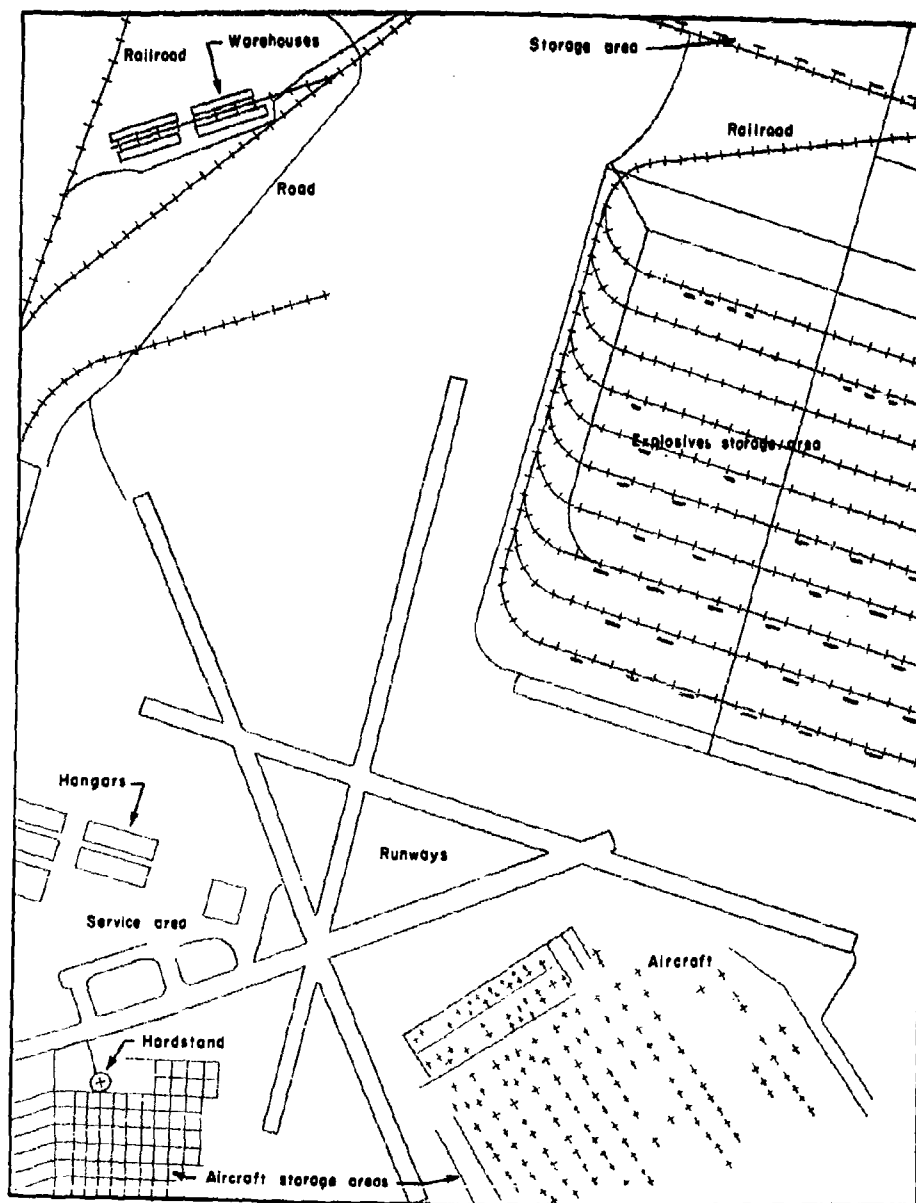 Warehouses
Storage area
Railroad
Railroad
Road
Explosives storage area
Hangars
Runways
Service area
Aircraft
Hardstand
Aircraft storage areas